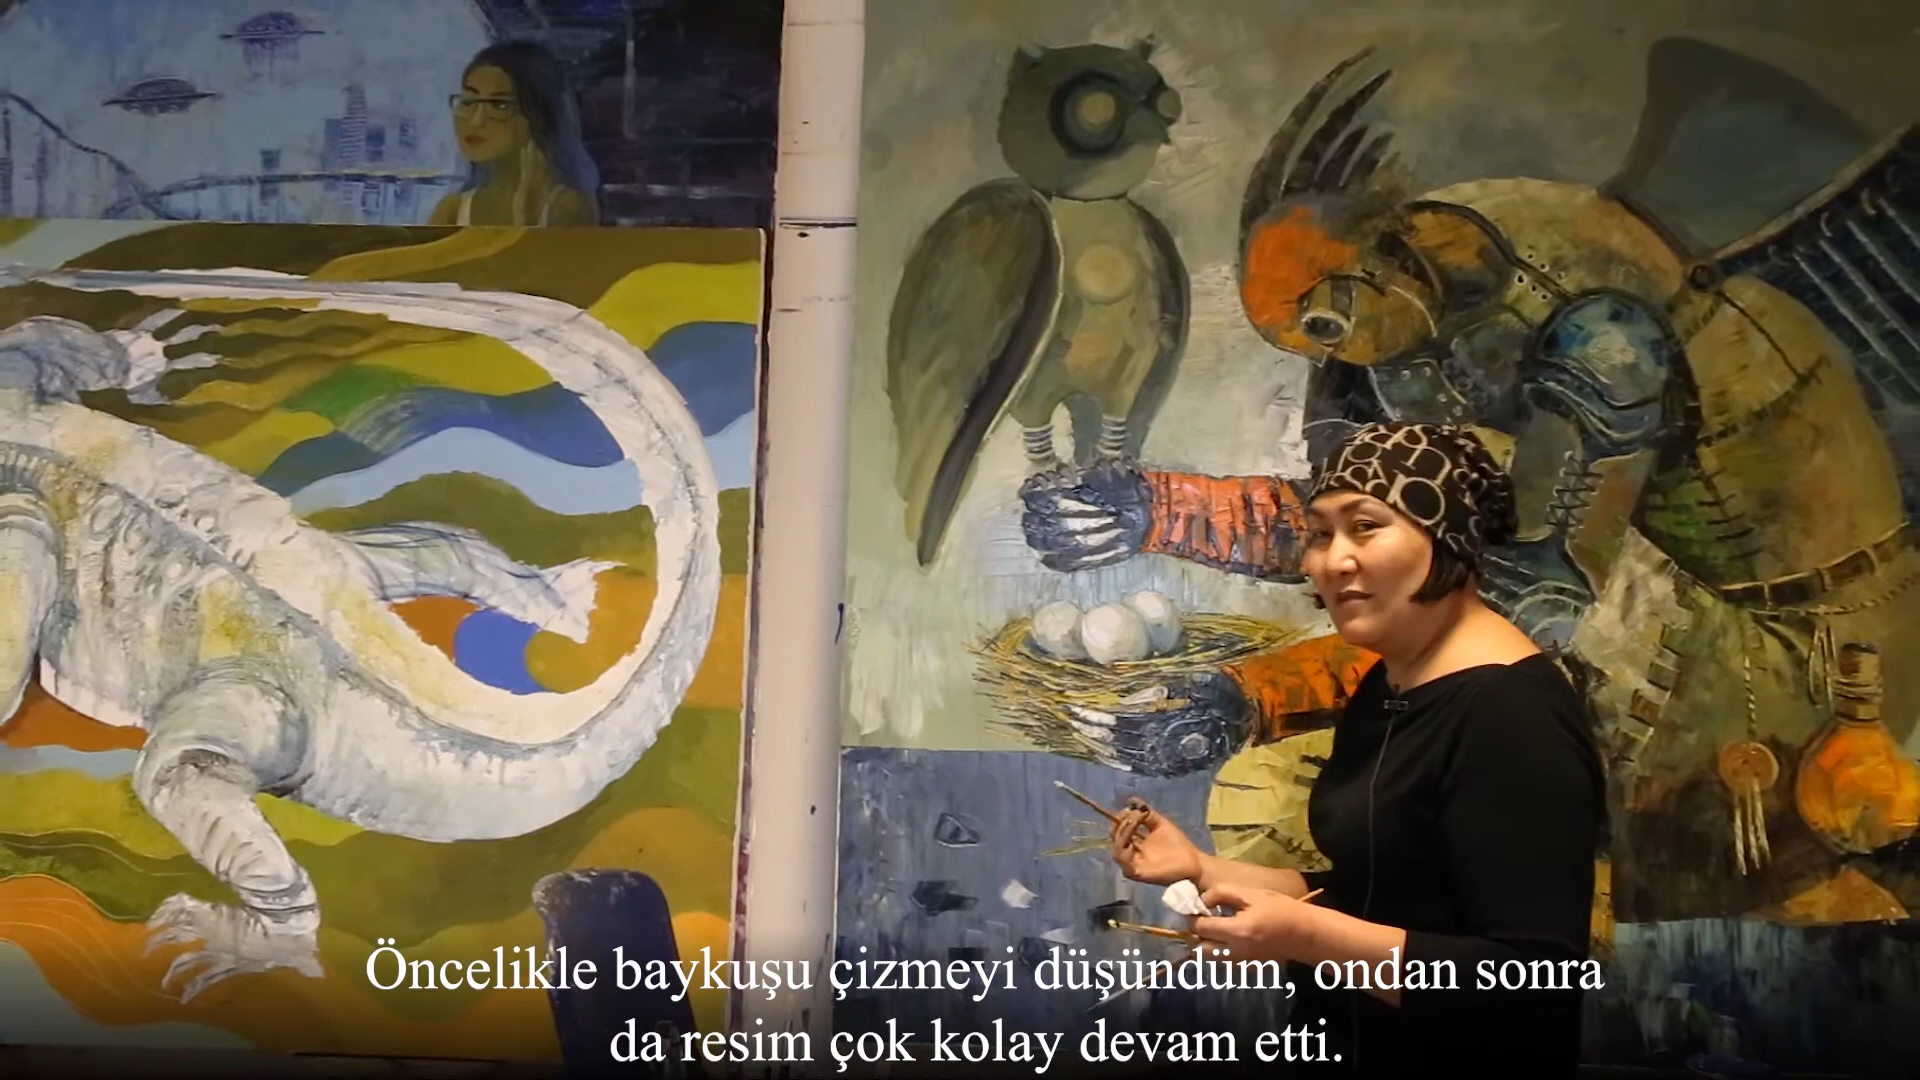 Öncelikle baykuşu çizmeyi düşündüm, ondan sonra
da resim çok kolay devam etti.